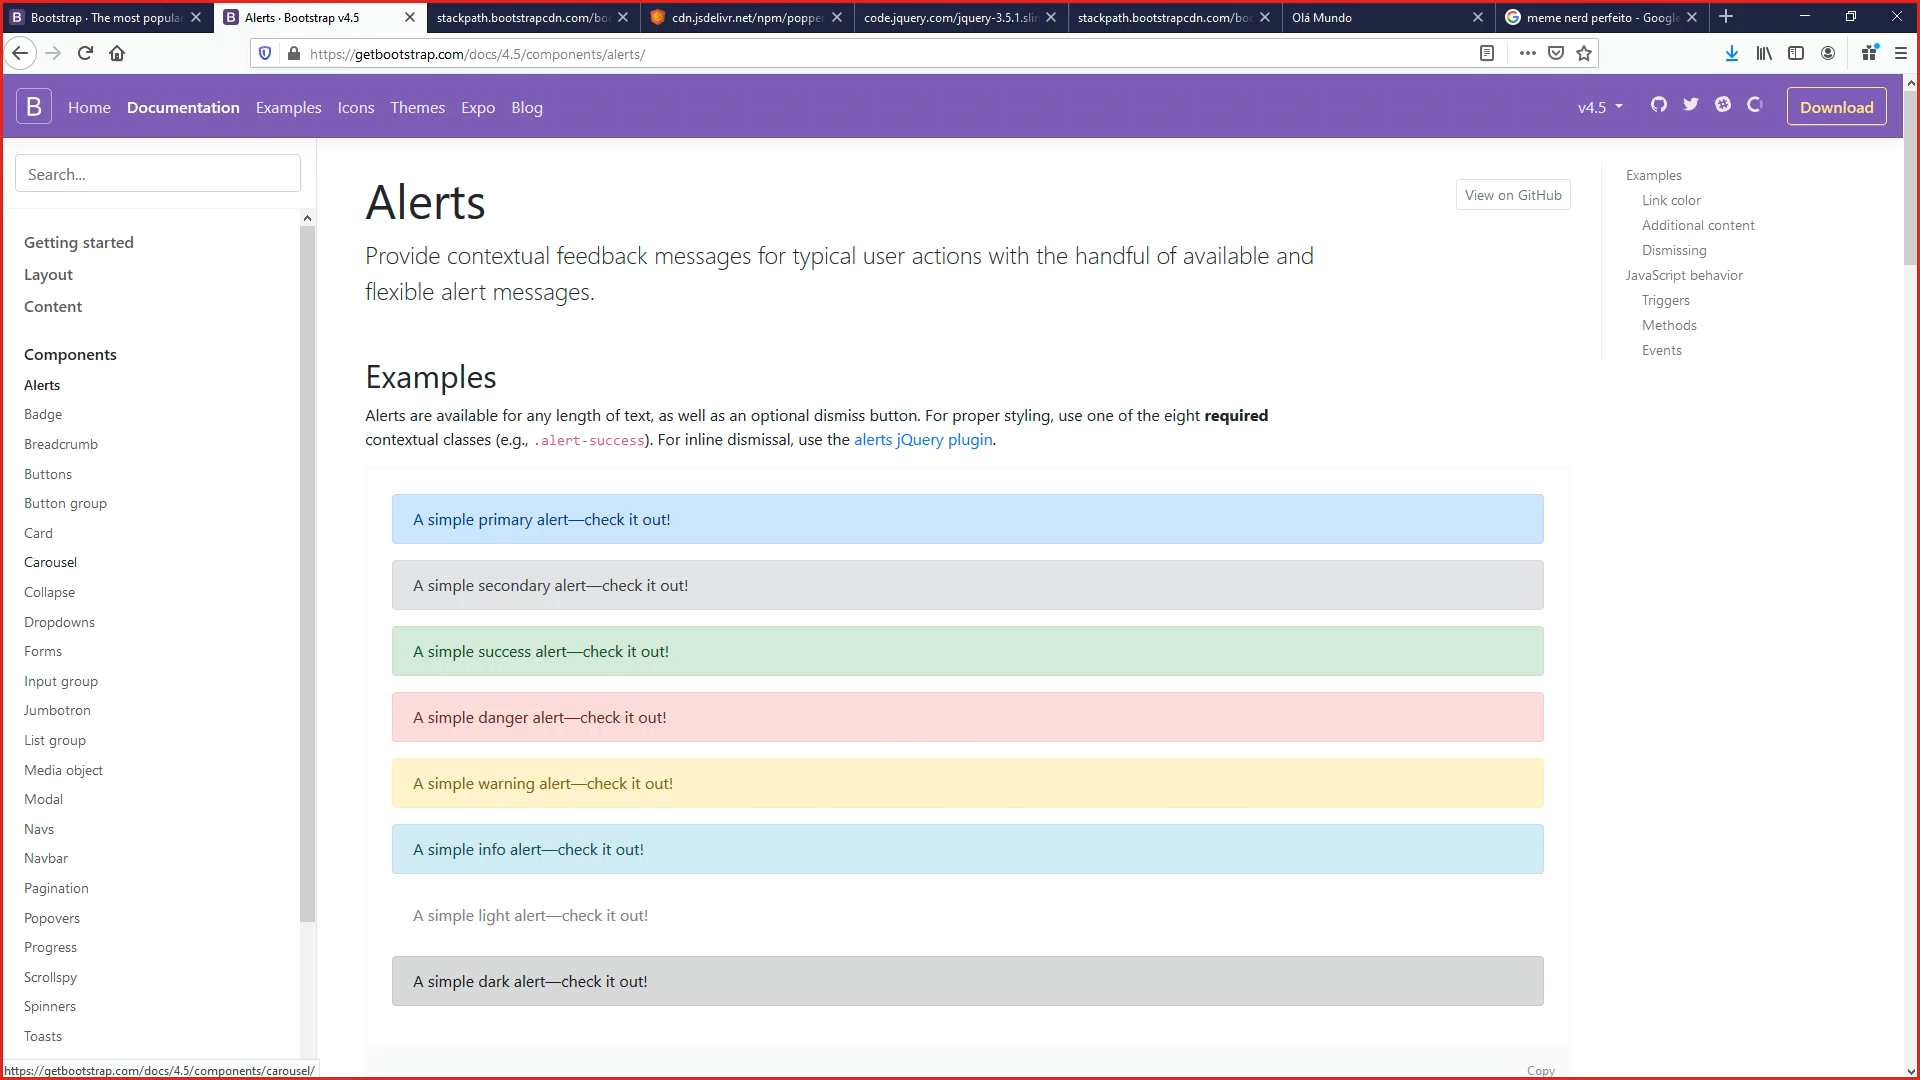 Bootstrap · The most popular
Alerts · Bootstrap v4.5
stackpath.bootstrapcdn.com/boo
cdn.jsdelivr.net/npm/popper
code.jquery.com/jquery-3.5.1.slim
stackpath.bootstrapcdn.com/boo
Olá Mundo
meme nerd perfeito - Google
https://getbootstrap.com/docs/4.5/components/alerts/
B Home Documentation Examples Icons Themes Expo Blog v4.5 Download
Search...
Getting started
Layout
Content
Components
Alerts
Badge
Breadcrumb
Buttons
Button group
Card
Carousel
Collapse
Dropdowns
Forms
Input group
Jumbotron
List group
Media object
Modal
Navs
Navbar
Pagination
Popovers
Progress
Scrollspy
Spinners
Toasts
Alerts
View on GitHub
Provide contextual feedback messages for typical user actions with the handful of available and
flexible alert messages.
Examples
Alerts are available for any length of text, as well as an optional dismiss button. For proper styling, use one of the eight required
contextual classes (e.g., .alert-success). For inline dismissal, use the alerts jQuery plugin.
A simple primary alert—check it out!
A simple secondary alert—check it out!
A simple success alert—check it out!
A simple danger alert—check it out!
A simple warning alert—check it out!
A simple info alert—check it out!
A simple light alert—check it out!
A simple dark alert—check it out!
Copy
Examples
Link color
Additional content
Dismissing
JavaScript behavior
Triggers
Methods
Events
https://getbootstrap.com/docs/4.5/components/carousel/